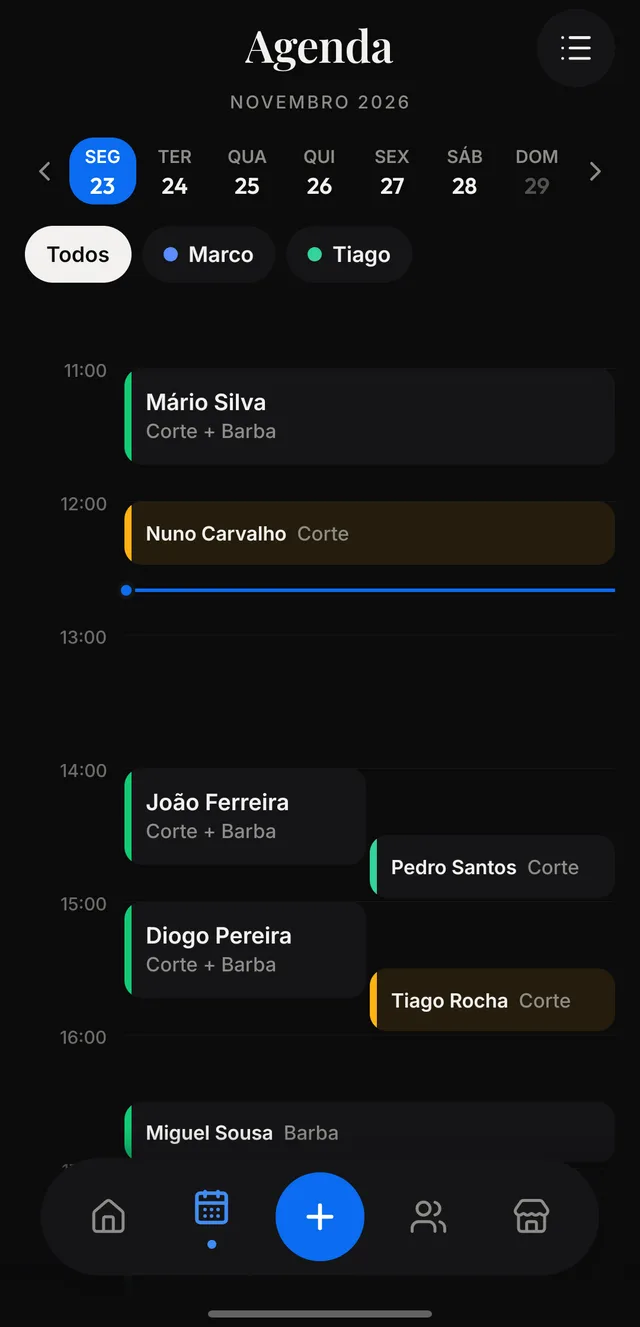 Agenda
NOVEMBRO 2026
SEG TER QUA QUI SEX SÁB DOM
23 24 25 26 27 28 29
Todos Marco Tiago
11:00
Mário Silva
Corte + Barba
12:00
Nuno Carvalho Corte
13:00
14:00
João Ferreira
Corte + Barba
Pedro Santos Corte
15:00
Diogo Pereira
Corte + Barba
Tiago Rocha Corte
16:00
Miguel Sousa Barba